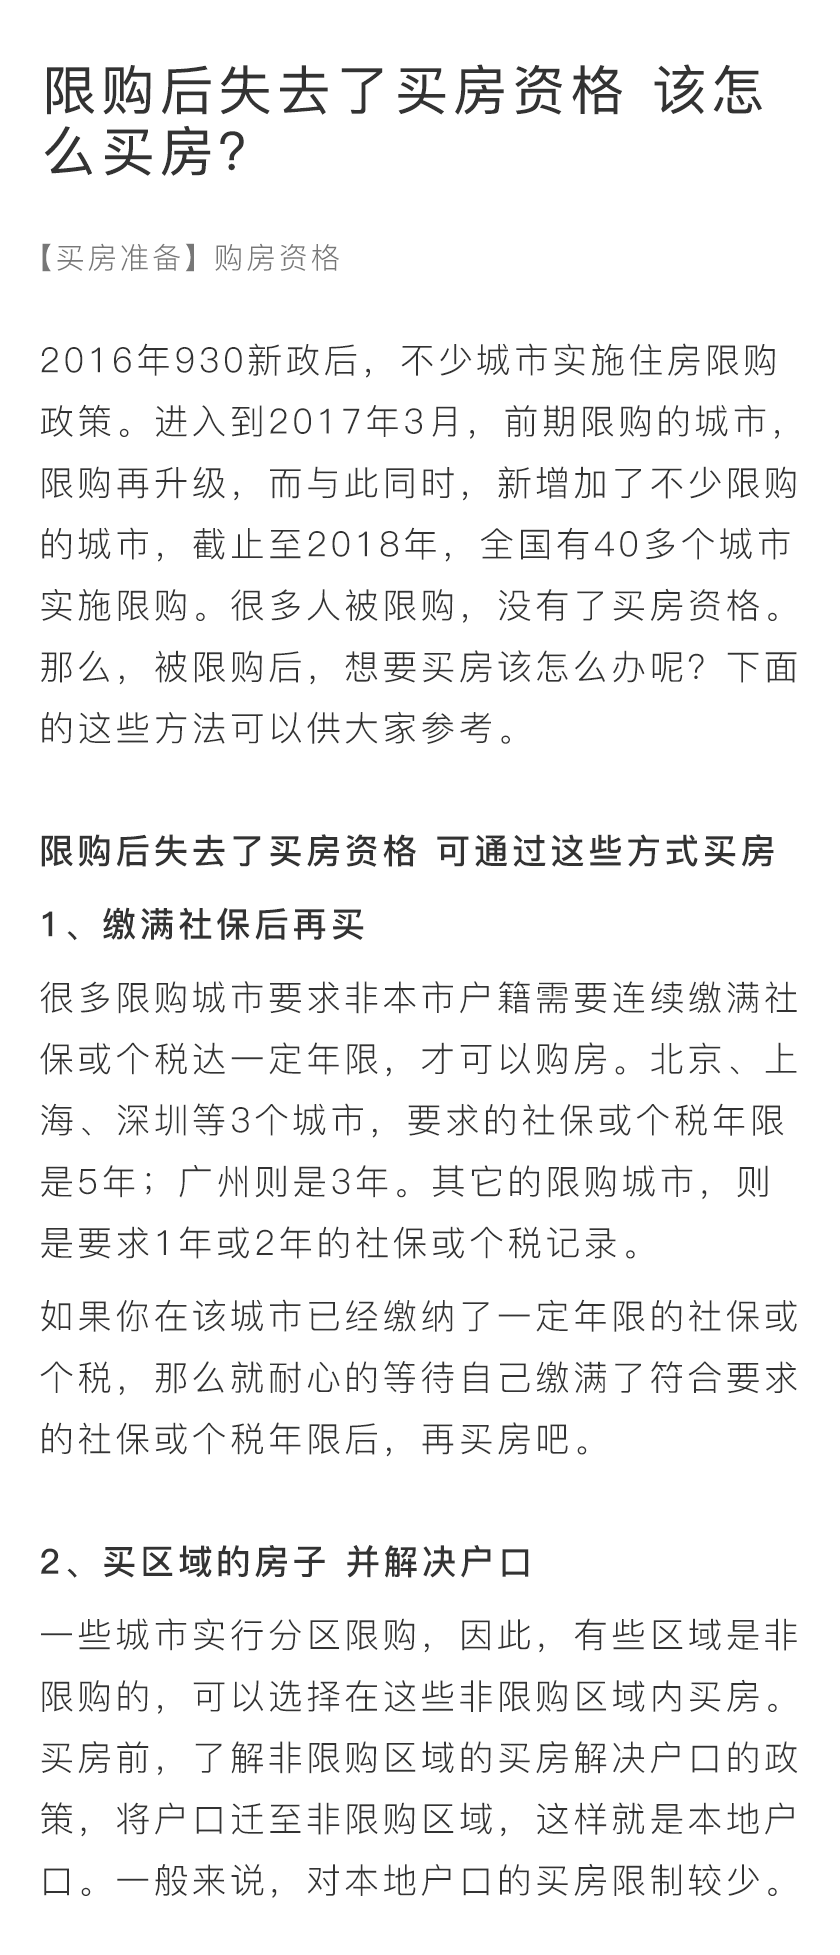 限购后失去了买房资格 该怎
么买房？
【买房准备】购房资格
2016年930新政后，不少城市实施住房限购
政策。进入到2017年3月，前期限购的城市，
限购再升级，而与此同时，新增加了不少限购
的城市，截止至2018年，全国有40多个城市
实施限购。很多人被限购，没有了买房资格。
那么，被限购后，想要买房该怎么办呢？下面
的这些方法可以供大家参考。
限购后失去了买房资格 可通过这些方式买房
1、缴满社保后再买
很多限购城市要求非本市户籍需要连续缴满社
保或个税达一定年限，才可以购房。北京、上
海、深圳等3个城市，要求的社保或个税年限
是5年；广州则是3年。其它的限购城市，则
是要求1年或2年的社保或个税记录。
如果你在该城市已经缴纳了一定年限的社保或
个税，那么就耐心的等待自己缴满了符合要求
的社保或个税年限后，再买房吧。
2、买区域的房子 并解决户口
一些城市实行分区限购，因此，有些区域是非
限购的，可以选择在这些非限购区域内买房。
买房前，了解非限购区域的买房解决户口的政
策，将户口迁至非限购区域，这样就是本地户
口。一般来说，对本地户口的买房限制较少。